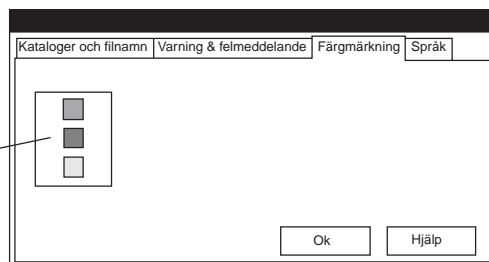 Kataloger och filnamn Varning & felmeddelande Färgmärkning Språk
Ok Hjälp